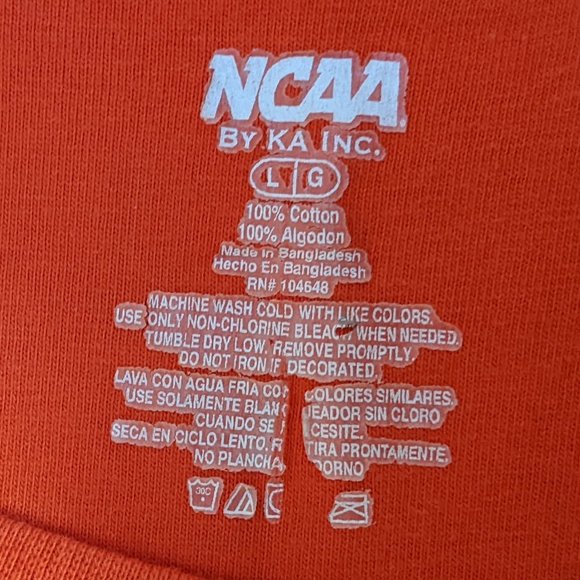 NCAA
BY KA INC.
L G
100% Cotton
100% Algodon
Made in Bangladesh
Hecho En Bangladesh
RN# 104648
MACHINE WASH COLD WITH LIKE COLORS.
USE ONLY NON-CHLORINE BLEACH WHEN NEEDED.
TUMBLE DRY LOW. REMOVE PROMPTLY.
DO NOT IRON IF DECORATED.
LAVA CON AGUA FRIA COLORES SIMILARES.
USE SOLAMENTE SIN CLORO
CUANDO SE
SECA EN CICLO LENTO. PRONTAMENTE.
NO
30C